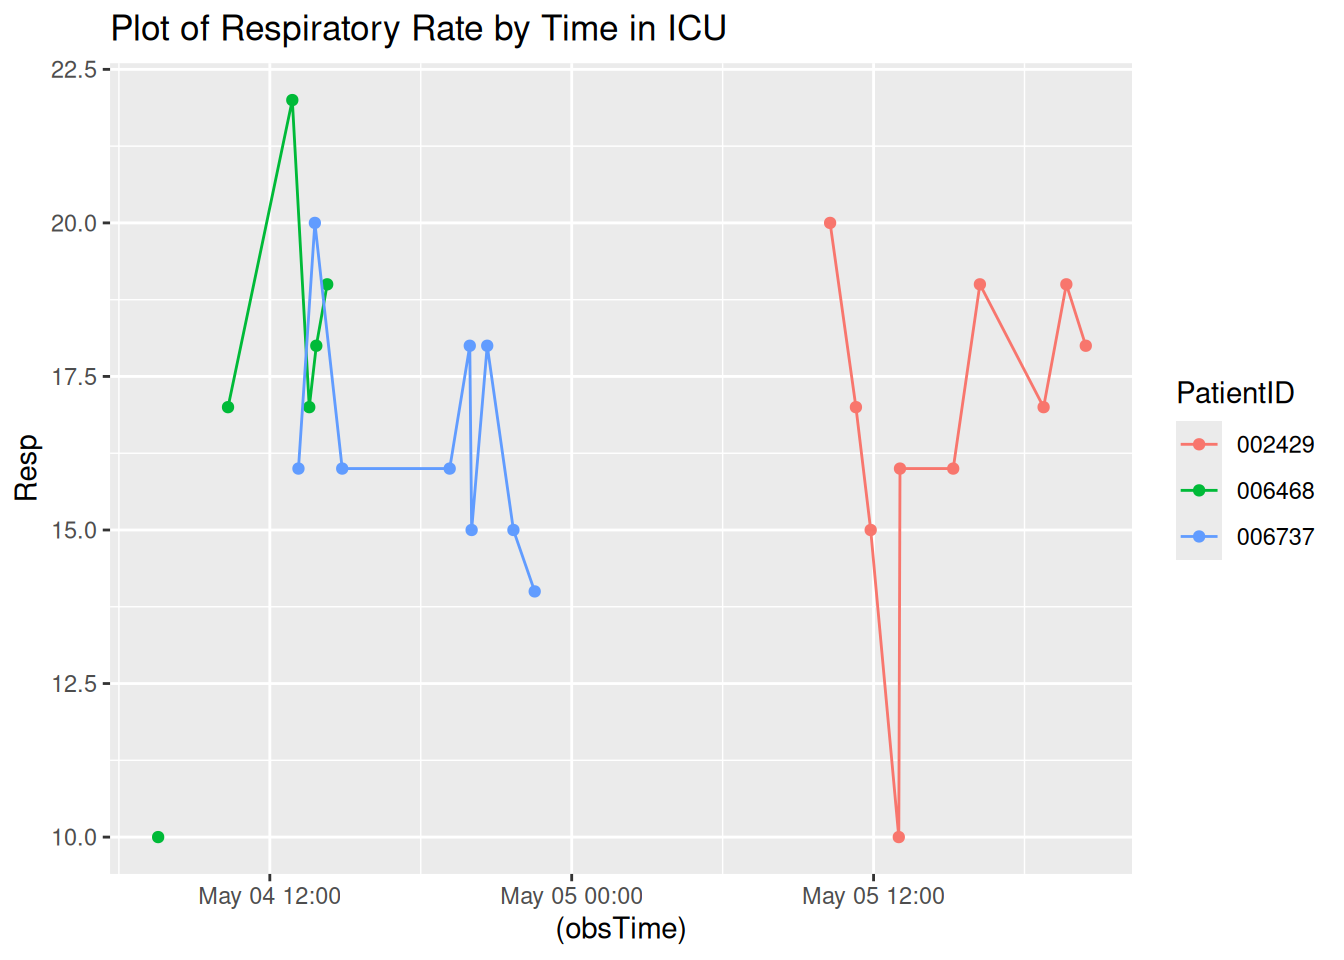 Plot of Respiratory Rate by Time in ICU
22.5
20.0
17.5
15.0
12.5
10.0
Resp
May 04 12:00
May 05 00:00
May 05 12:00
(obsTime)
PatientID
002429
006468
006737